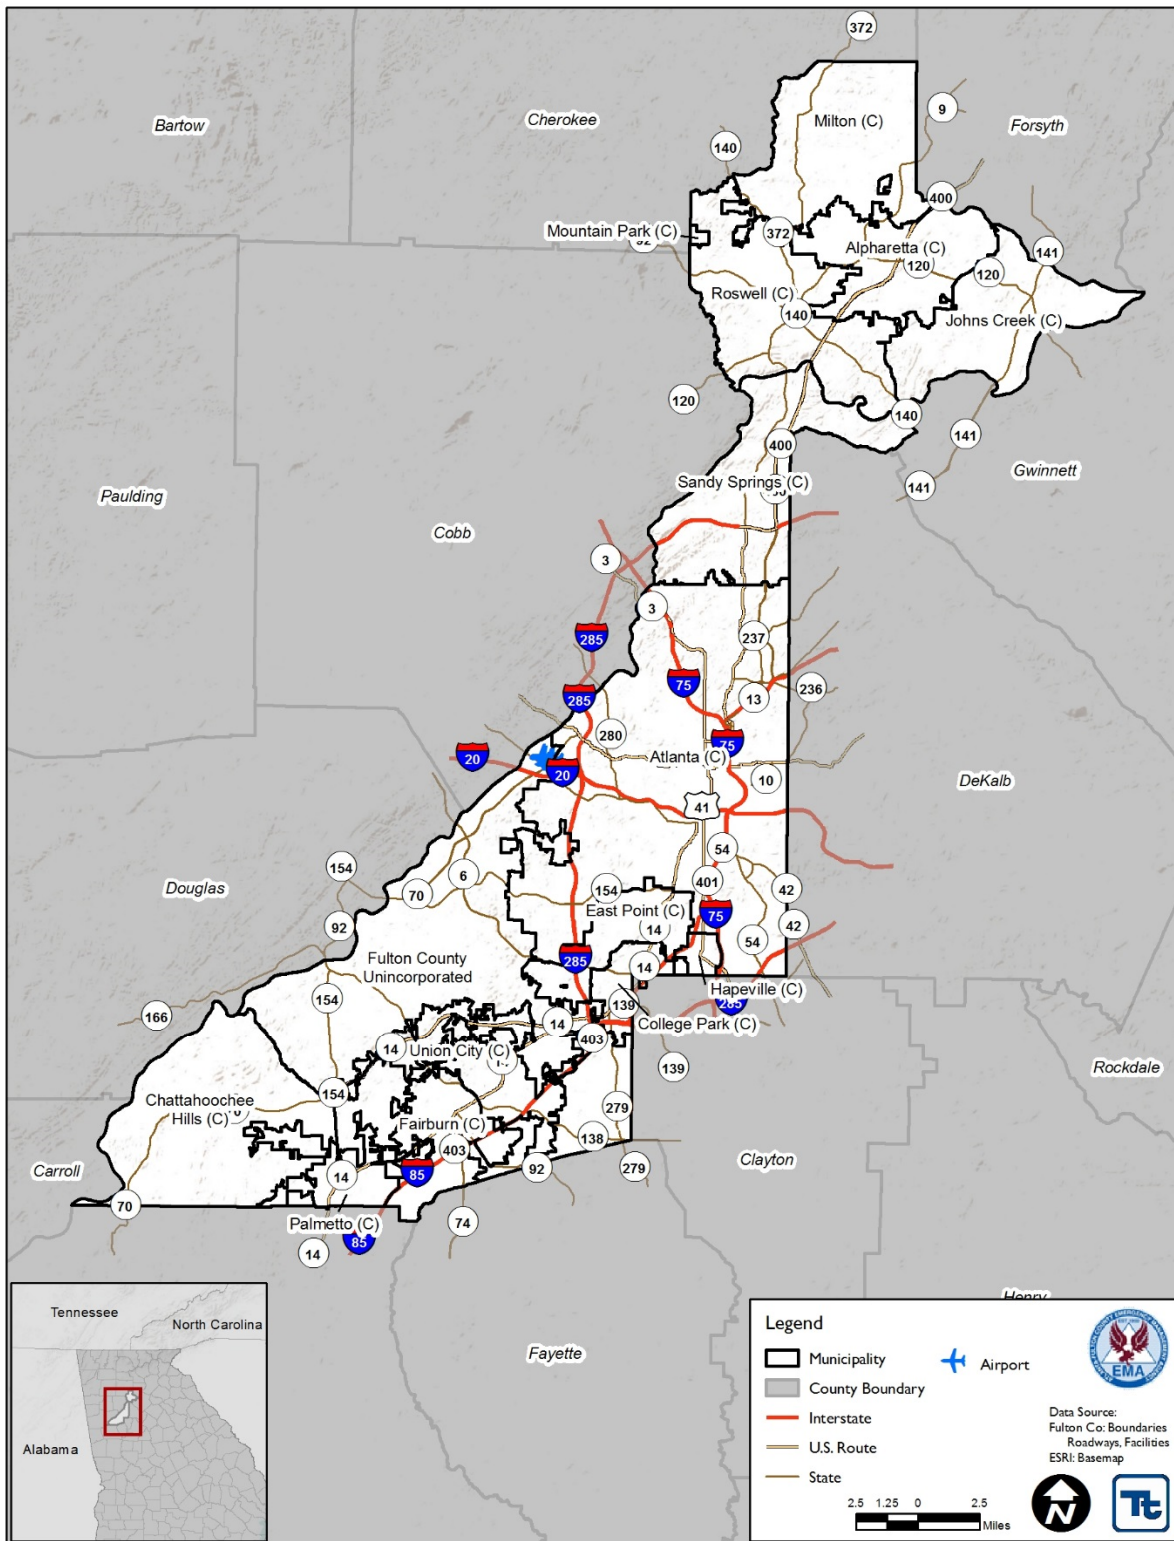 372
Bartow
Cherokee
9
Forsyth
Milton (C)
140
400
Mountain Park (C)
372
Alpharetta (C)
141
120
120
Roswell (C)
140
Johns Creek (C)
120
140
141
400
Gwinnett
Sandy Springs (C)
141
Paulding
Cobb
3
3
285
237
75
236
285
13
280
75
20
Atlanta (C)
20
10
DeKalb
41
54
154
6
401
42
Douglas
70
154
East Point (C)
75
92
14
42
54
285
14
Fulton County
Unincorporated
Hapeville (C)
154
285
139
166
College Park (C)
14
403
14
Union City (C)
139
Rockdale
154
Chattahoochee
Hills (C)
279
Fairburn (C)
138
403
Clayton
Carroll
14
85
92
279
70
Palmetto (C)
74
85
14
Henry
Tennessee
North Carolina
Alabama
Fayette
Legend
Municipality
Airport
County Boundary
Interstate
U.S. Route
State
EMA
Data Source:
Fulton Co: Boundaries
Roadways, Facilities
ESRI: Basemap
2.5 1.25 0 2.5
Miles
N
Tt